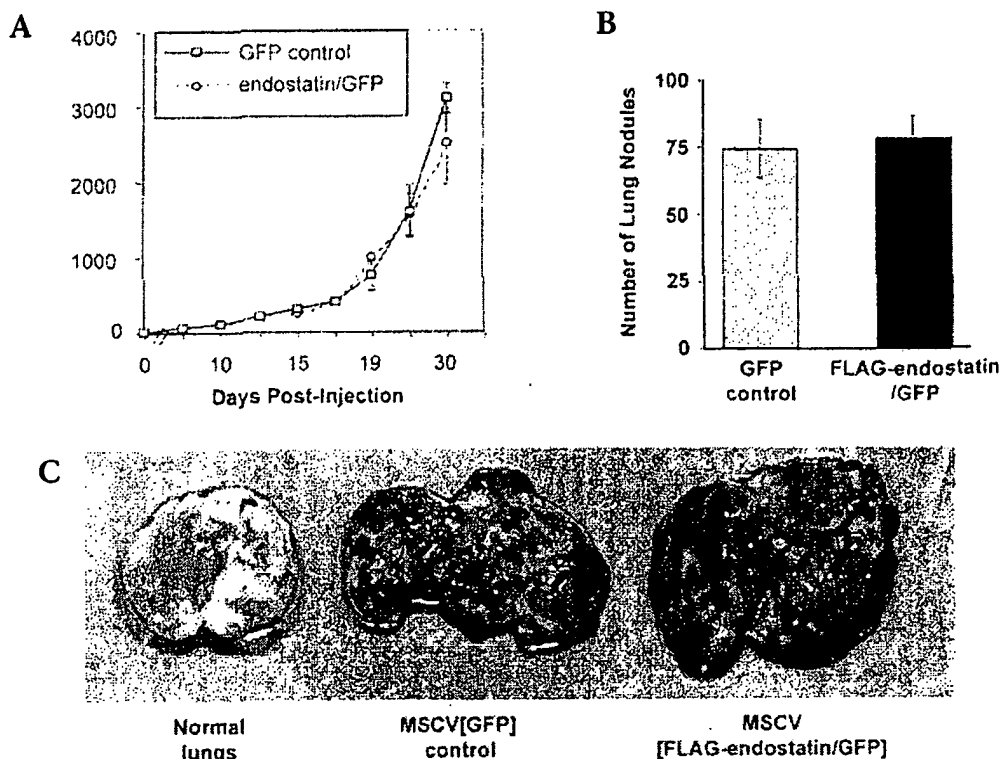 A
4000
3000
2000
1000
0
GFP control
endostatin/GFP
0 10 15 19 30
Days Post-Injection
B
Number of Lung Nodules
100
75
50
25
0
GFP
control
FLAG-endostatin
/GFP
C
Normal
lungs
MSCV[GFP]
control
MSCV
[FLAG-endostatin/GFP]